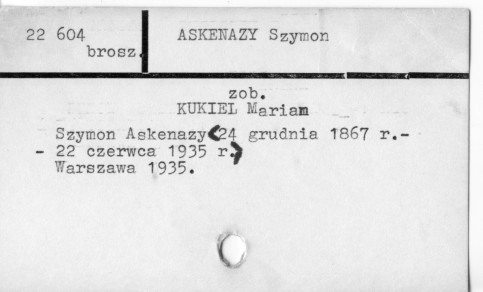 22 604
brosz.
ASKENAZY Szymon
zob.
KUKIEL Marian
Szymon Askenazy (24 grudnia 1867 r.-
- 22 czerwca 1935 r.)
Warszawa 1935.